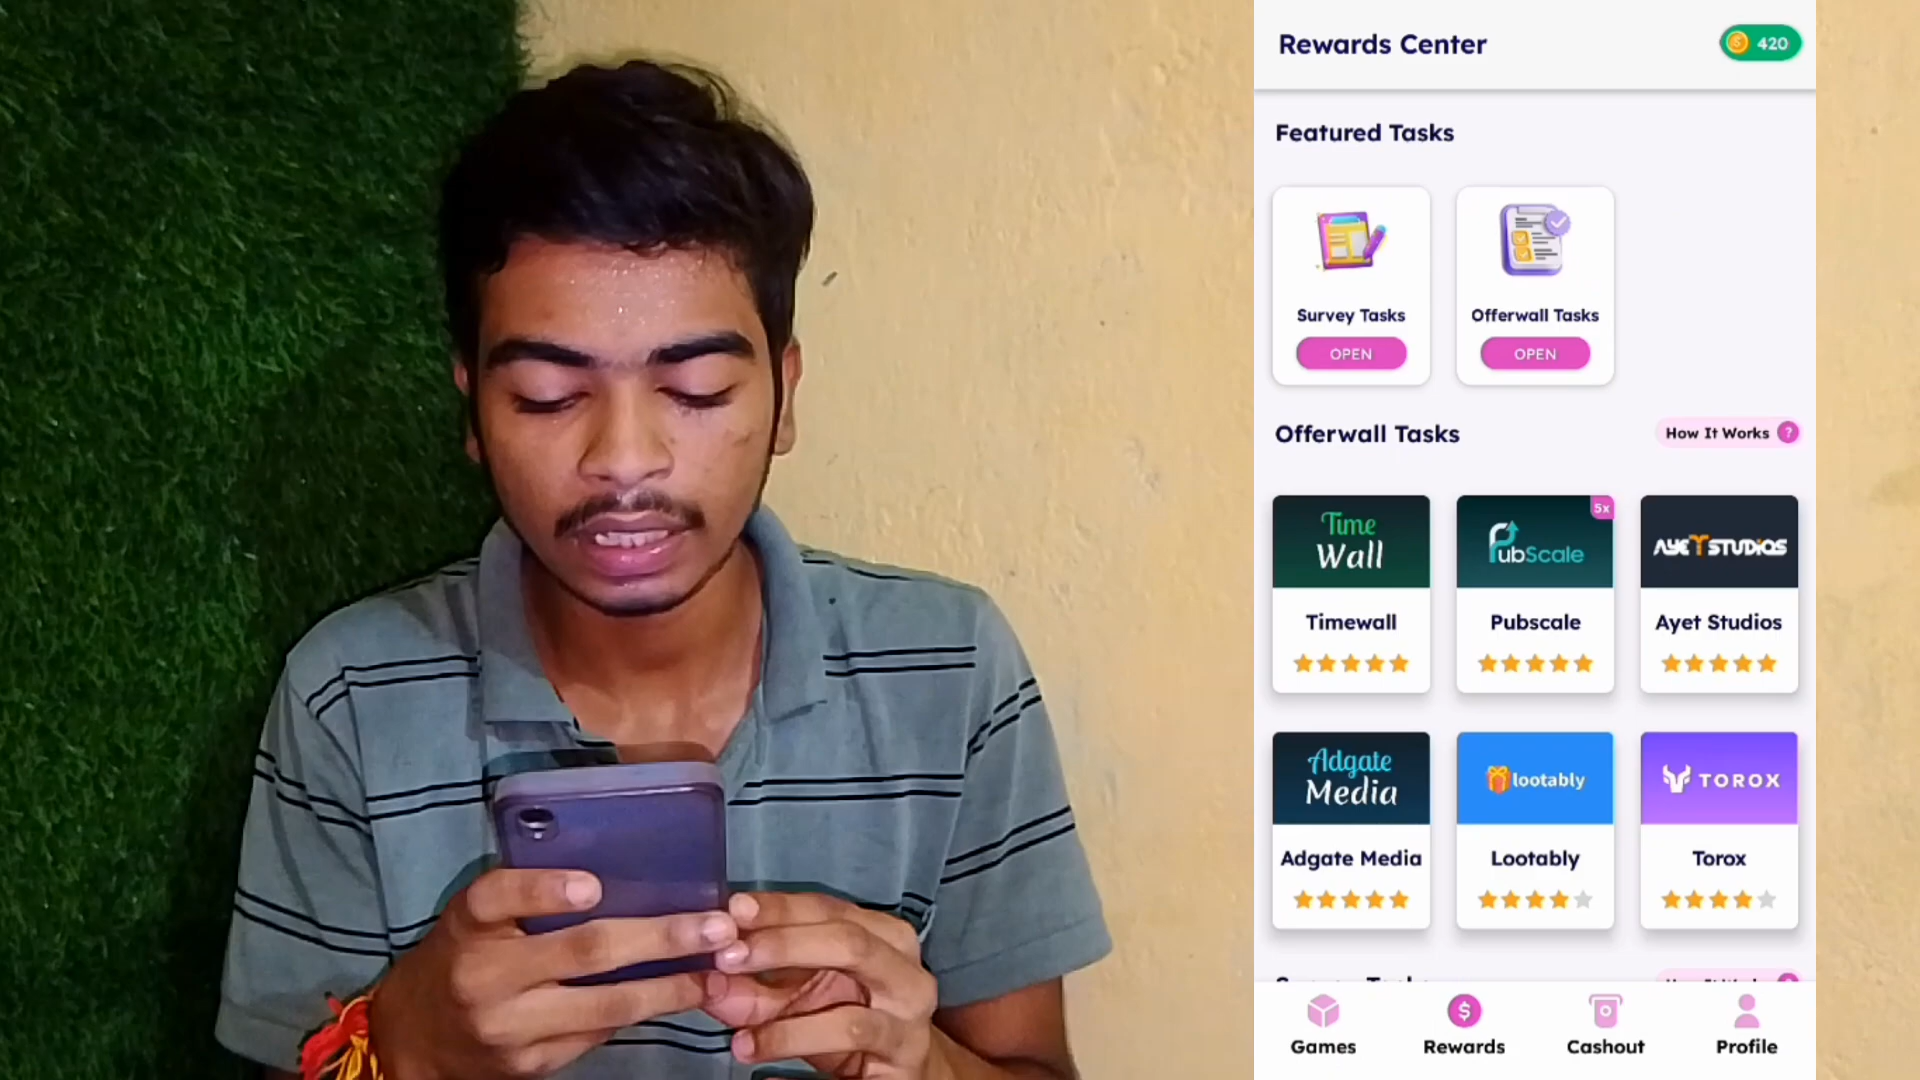 Rewards Center
420
Featured Tasks
Survey Tasks
OPEN
Offerwall Tasks
OPEN
Offerwall Tasks
How It Works ?
Time Wall
Timewall
5x
PubScale
Pubscale
AYET STUDIOS
Ayet Studios
Adgate Media
Adgate Media
lootably
Lootably
TOROX
Torox
Games
Rewards
Cashout
Profile